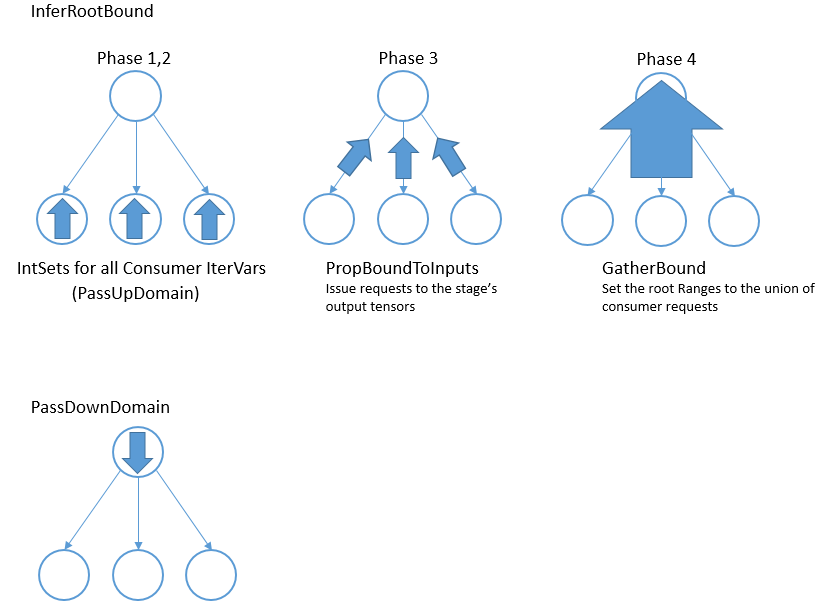 InferRootBound
Phase 1,2
Phase 3
Phase 4
IntSets for all Consumer IterVars
(PassUpDomain)
PropBoundToInputs
Issue requests to the stage's
output tensors
GatherBound
Set the root Ranges to the union of
consumer requests
PassDownDomain